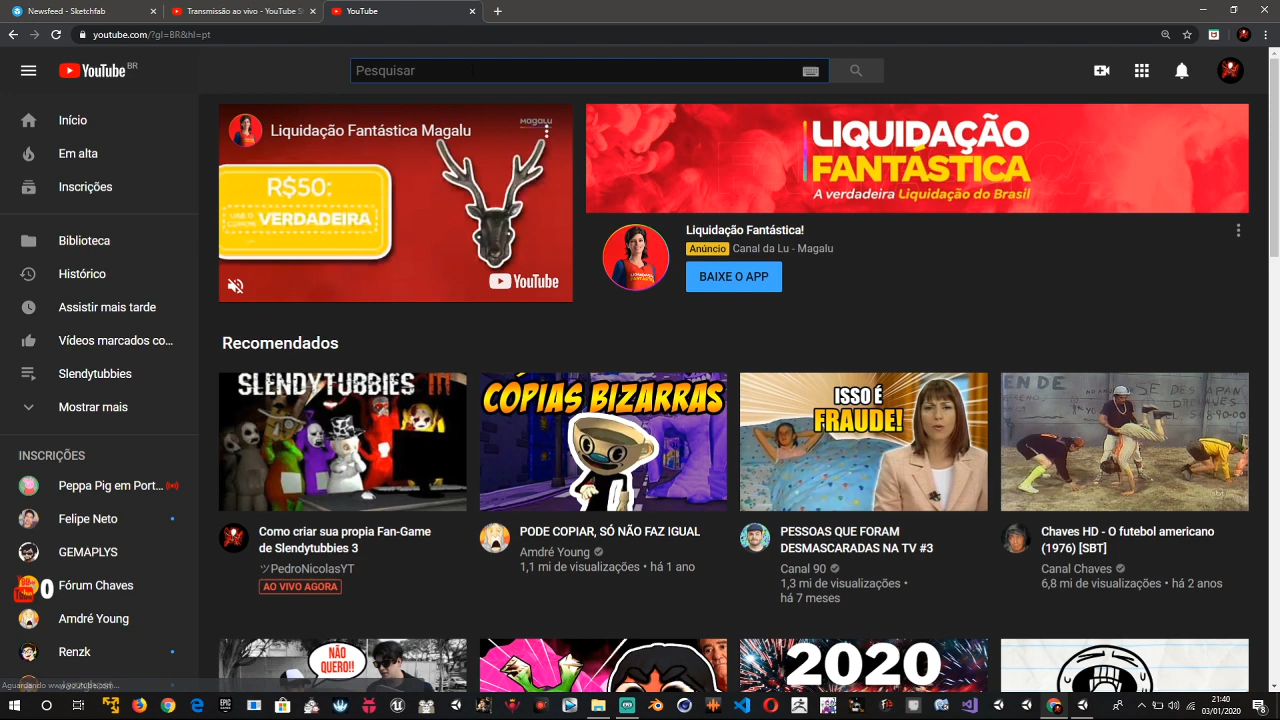 Newsfeed - Sketchfab
Transmissão ao vivo - YouTube S
YouTube
youtube.com/?gl=BR&hl=pt
YouTube BR
Pesquisar
Início
Em alta
Inscrições
Biblioteca
Histórico
Assistir mais tarde
Vídeos marcados co...
Slendytubbies
Mostrar mais
INSCRIÇÕES
Peppa Pig em Port...
Felipe Neto
GEMAPLYS
Fórum Chaves
0
André Young
Renzk
Liquidação Fantástica Magalu
MAGALU
R$50:
USE O
CUPOM:
VERDADEIRA
YouTube
LIQUIDAÇÃO
FANTÁSTICA
A verdadeira Liquidação do Brasil
Liquidação Fantástica!
Anúncio Canal da Lu - Magalu
BAIXE O APP
Recomendados
SLENDYTUBBIES III
Como criar sua propia Fan-Game
de Slendytubbies 3
ツPedroNicolasYT
AO VIVO AGORA
CÓPIAS BIZARRAS
PODE COPIAR, SÓ NÃO FAZ IGUAL
Amdré Young
1,1 mi de visualizações • há 1 ano
ISSO É
FRAUDE!
PESSOAS QUE FORAM
DESMASCARADAS NA TV #3
Canal 90
1,3 mi de visualizações •
há 7 meses
Chaves HD - O futebol americano
(1976) [SBT]
Canal Chaves
6,8 mi de visualizações • há 2 anos
NÃO
QUERO!!
2020
Aguardando www.youtube.com...
21:40
03/01/2020